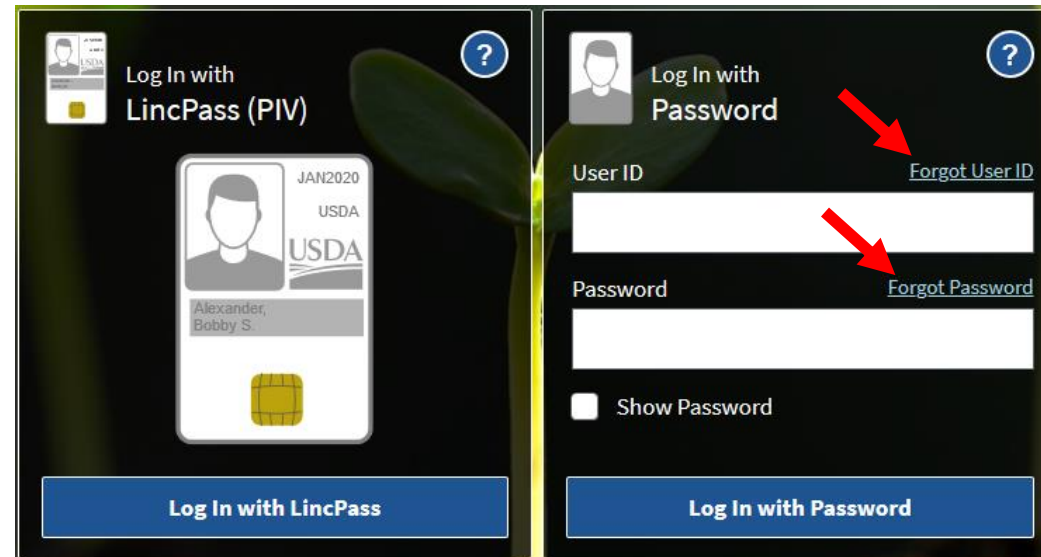 Log In with
LincPass (PIV)
?
USDA
JAN2020
USDA
USDA
Alexander,
Bobby S.
Log In with LincPass
Log In with
Password
?
User ID
Forgot User ID
Password
Forgot Password
Show Password
Log In with Password